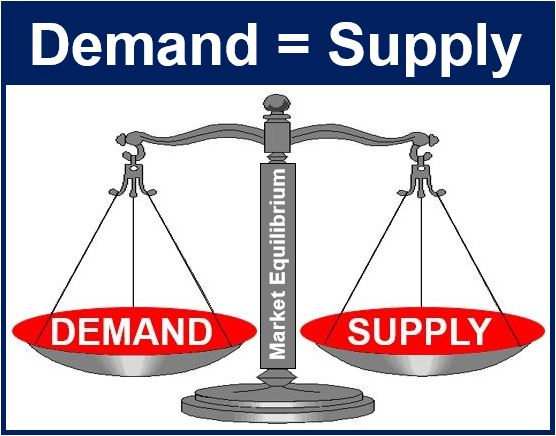 Demand = Supply
Market Equilibrium
DEMAND
SUPPLY